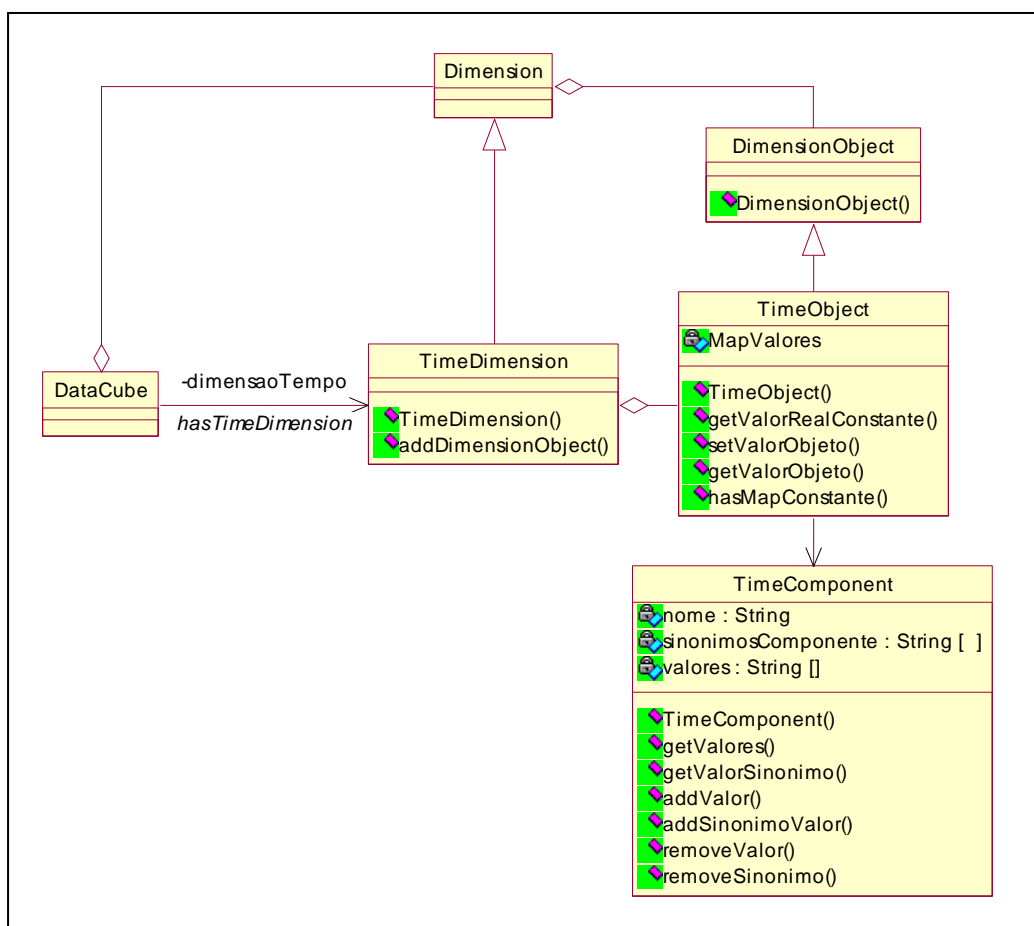 Dimension
DimensionObject
DimensionObject()
TimeObject
MapValores
TimeObject()
getValorRealConstante()
setValorObjeto()
getValorObjeto()
hasMapConstante()
TimeDimension
TimeDimension()
addDimensionObject()
DataCube
-dimensaoTempo
hasTimeDimension
TimeComponent
nome : String
sinonimosComponente : String [ ]
valores : String []
TimeComponent()
getValores()
getValorSinonimo()
addValor()
addSinonimoValor()
removeValor()
removeSinonimo()